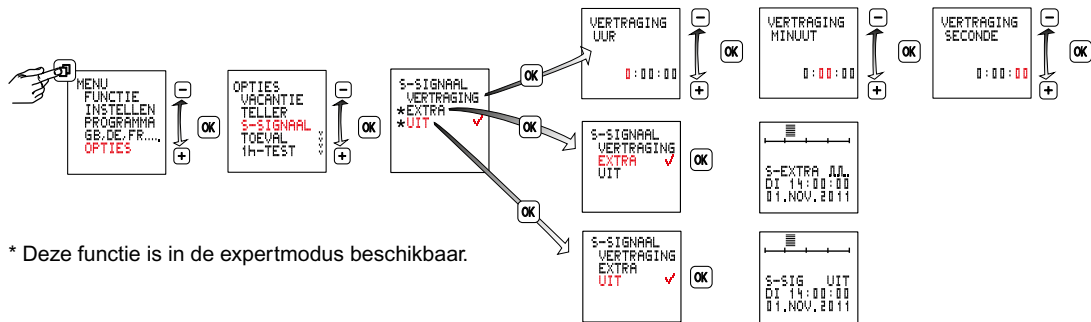 MENU
FUNCTIE
INSTELLEN
PROGRAMMA
GB,DE,FR....
OPTIES
−
OK
+
OPTIES
VACANTIE
TELLER
S-SIGNAAL
TOEVAL
1h-TEST
−
OK
+
S-SIGNAAL
VERTRAGING
*EXTRA
*UIT ✓
OK
VERTRAGING
UUR
0:00:00
−
OK
+
VERTRAGING
MINUUT
0:00:00
−
OK
+
VERTRAGING
SECONDE
0:00:00
−
OK
+
OK
S-SIGNAAL
VERTRAGING
EXTRA ✓
UIT
OK
S-EXTRA
DI 14:00:00
01.NOV.2011
OK
S-SIGNAAL
VERTRAGING
EXTRA
UIT ✓
OK
S-SIG UIT
DI 14:00:00
01.NOV.2011
* Deze functie is in de expertmodus beschikbaar.